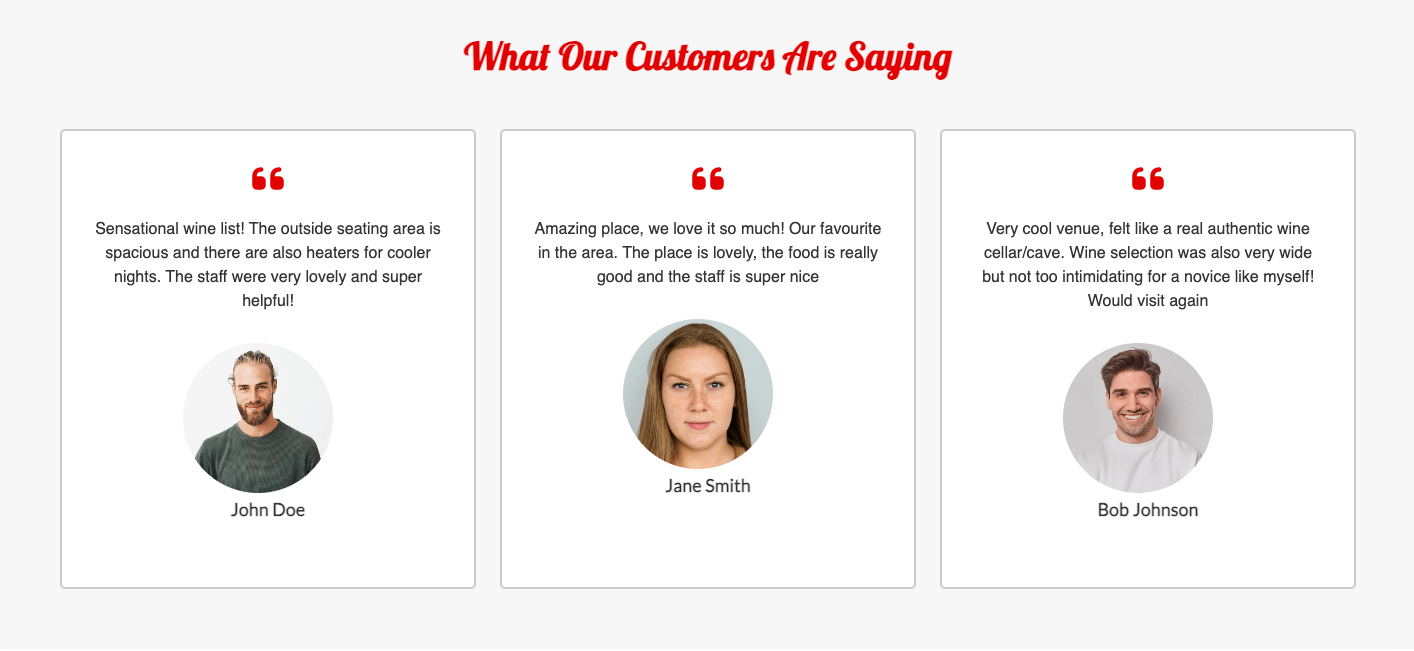 What Our Customers Are Saying
Sensational wine list! The outside seating area is
spacious and there are also heaters for cooler
nights. The staff were very lovely and super
helpful!
John Doe
Amazing place, we love it so much! Our favourite
in the area. The place is lovely, the food is really
good and the staff is super nice
Jane Smith
Very cool venue, felt like a real authentic wine
cellar/cave. Wine selection was also very wide
but not too intimidating for a novice like myself!
Would visit again
Bob Johnson